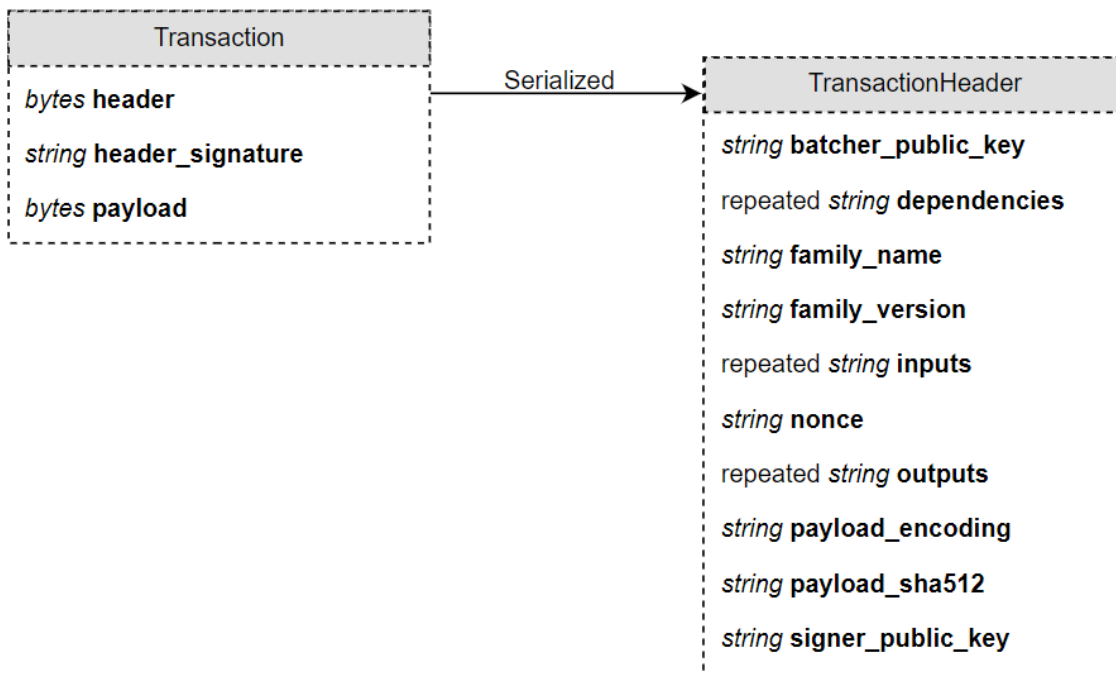 Transaction
bytes header
string header_signature
bytes payload
Serialized
TransactionHeader
string batcher_public_key
repeated string dependencies
string family_name
string family_version
repeated string inputs
string nonce
repeated string outputs
string payload_encoding
string payload_sha512
string signer_public_key